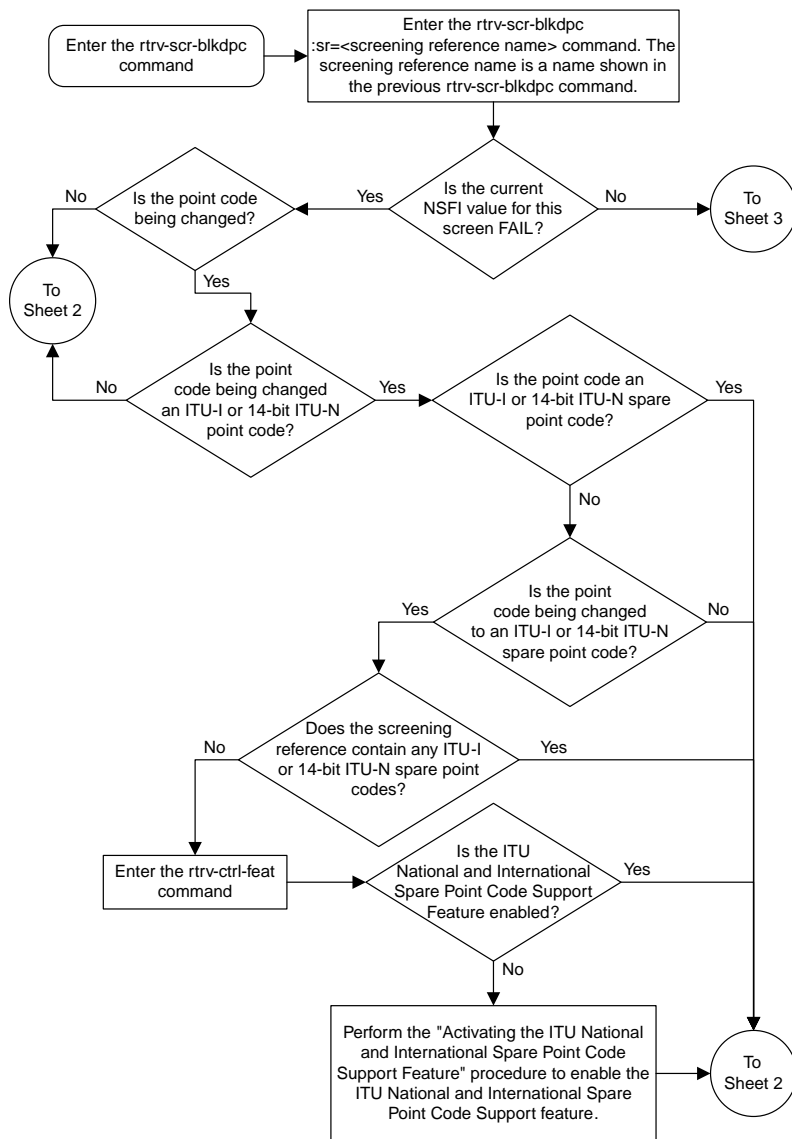 Enter the rtrv-scr-blkdpc
command
Enter the rtrv-scr-blkdpc
:sr=<screening reference name> command. The
screening reference name is a name shown in
the previous rtrv-scr-blkdpc command.
Is the current
NSFI value for this
screen FAIL?
No
To
Sheet 3
Yes
Is the point code
being changed?
No
To
Sheet 2
Yes
Is the point
code being changed
an ITU-I or 14-bit ITU-N
point code?
No
Yes
Is the point code an
ITU-I or 14-bit ITU-N spare
point code?
Yes
No
Is the point
code being changed
to an ITU-I or 14-bit ITU-N
spare point code?
No
Yes
Does the screening
reference contain any ITU-I
or 14-bit ITU-N spare point
codes?
Yes
No
Enter the rtrv-ctrl-feat
command
Is the ITU
National and International
Spare Point Code Support
Feature enabled?
Yes
No
Perform the "Activating the ITU National
and International Spare Point Code
Support Feature" procedure to enable the
ITU National and International Spare
Point Code Support feature.
To
Sheet 2